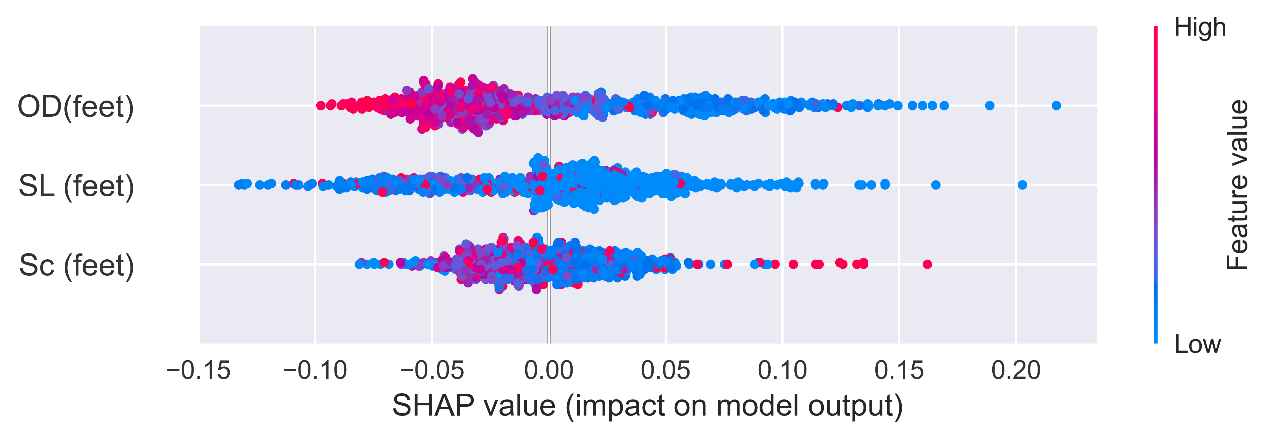 High
OD(feet)
SL (feet)
Sc (feet)
Feature value
Low
−0.15 −0.10 −0.05 0.00 0.05 0.10 0.15 0.20
SHAP value (impact on model output)